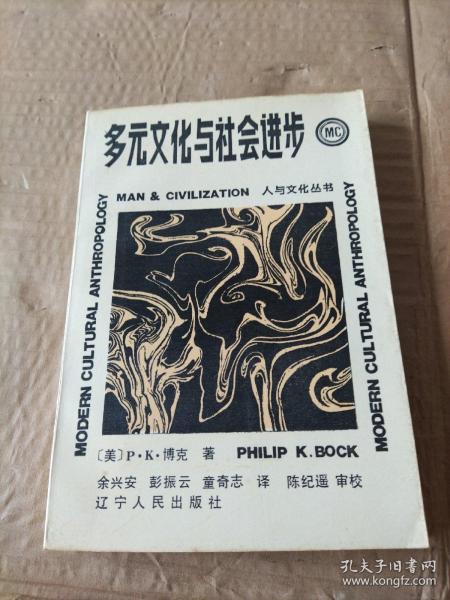 多元文化与社会进步
MC
MAN & CIVILIZATION 人与文化丛书
MODERN CULTURAL ANTHROPOLOGY
MODERN CULTURAL ANTHROPOLOGY
〔美〕P·K·博克 著 PHILIP K. BOCK
余兴安 彭振云 童奇志 译 陈纪遥 审校
辽宁人民出版社
孔夫子旧书网
www.kongfz.com